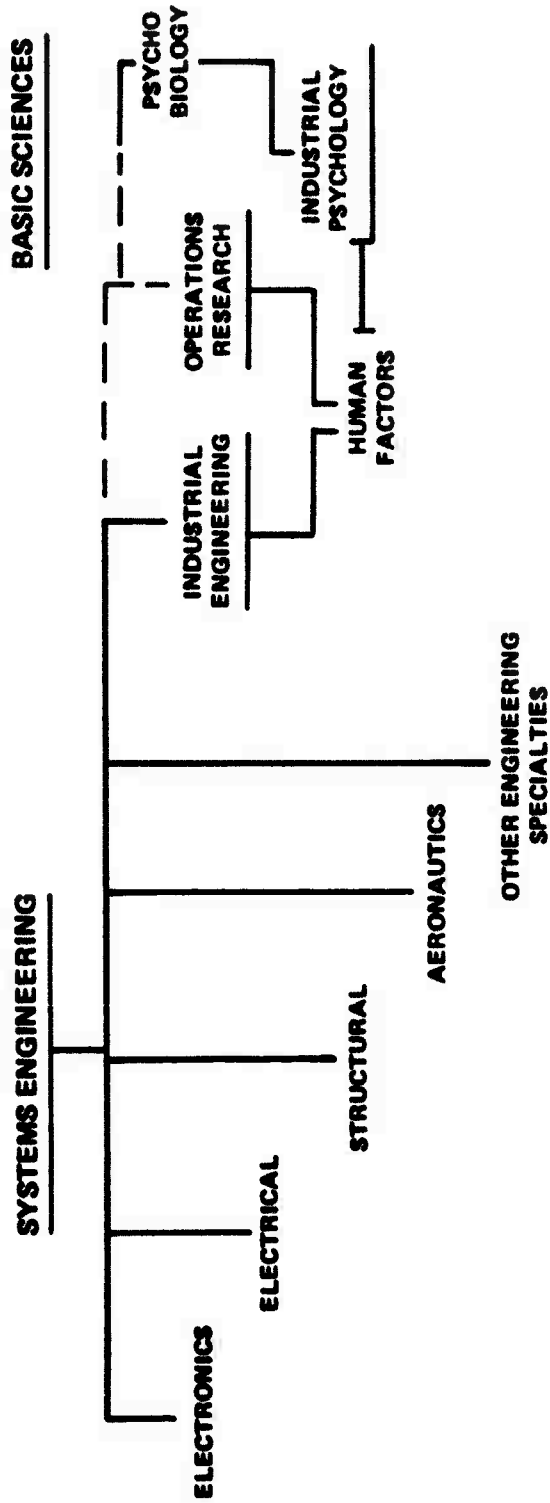 SYSTEMS ENGINEERING
BASIC SCIENCES
ELECTRONICS
ELECTRICAL
STRUCTURAL
AERONAUTICS
OTHER ENGINEERING
SPECIALTIES
INDUSTRIAL
ENGINEERING
OPERATIONS
RESEARCH
PSYCHO
BIOLOGY
HUMAN
FACTORS
INDUSTRIAL
PSYCHOLOGY